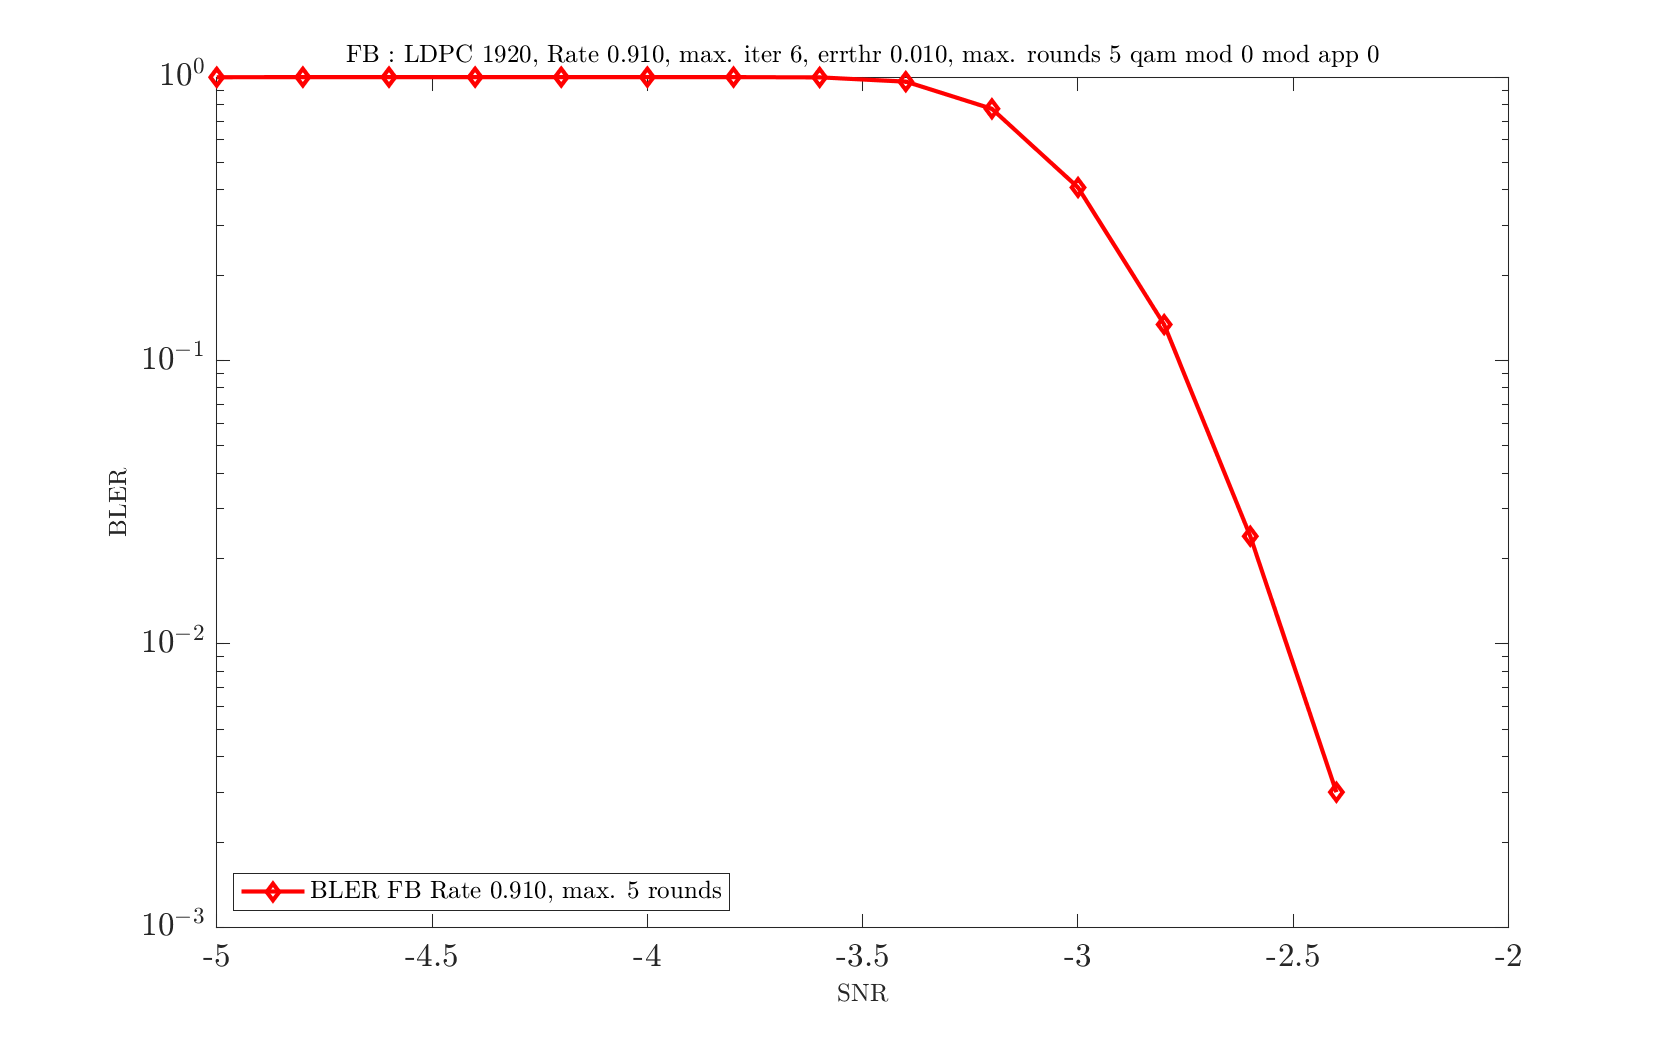 FB : LDPC 1920, Rate 0.910, max. iter 6, errthr 0.010, max. rounds 5 qam mod 0 mod app 0
10⁰
10⁻¹
10⁻²
10⁻³
BLER
BLER FB Rate 0.910, max. 5 rounds
-5 -4.5 -4 -3.5 -3 -2.5 -2
SNR